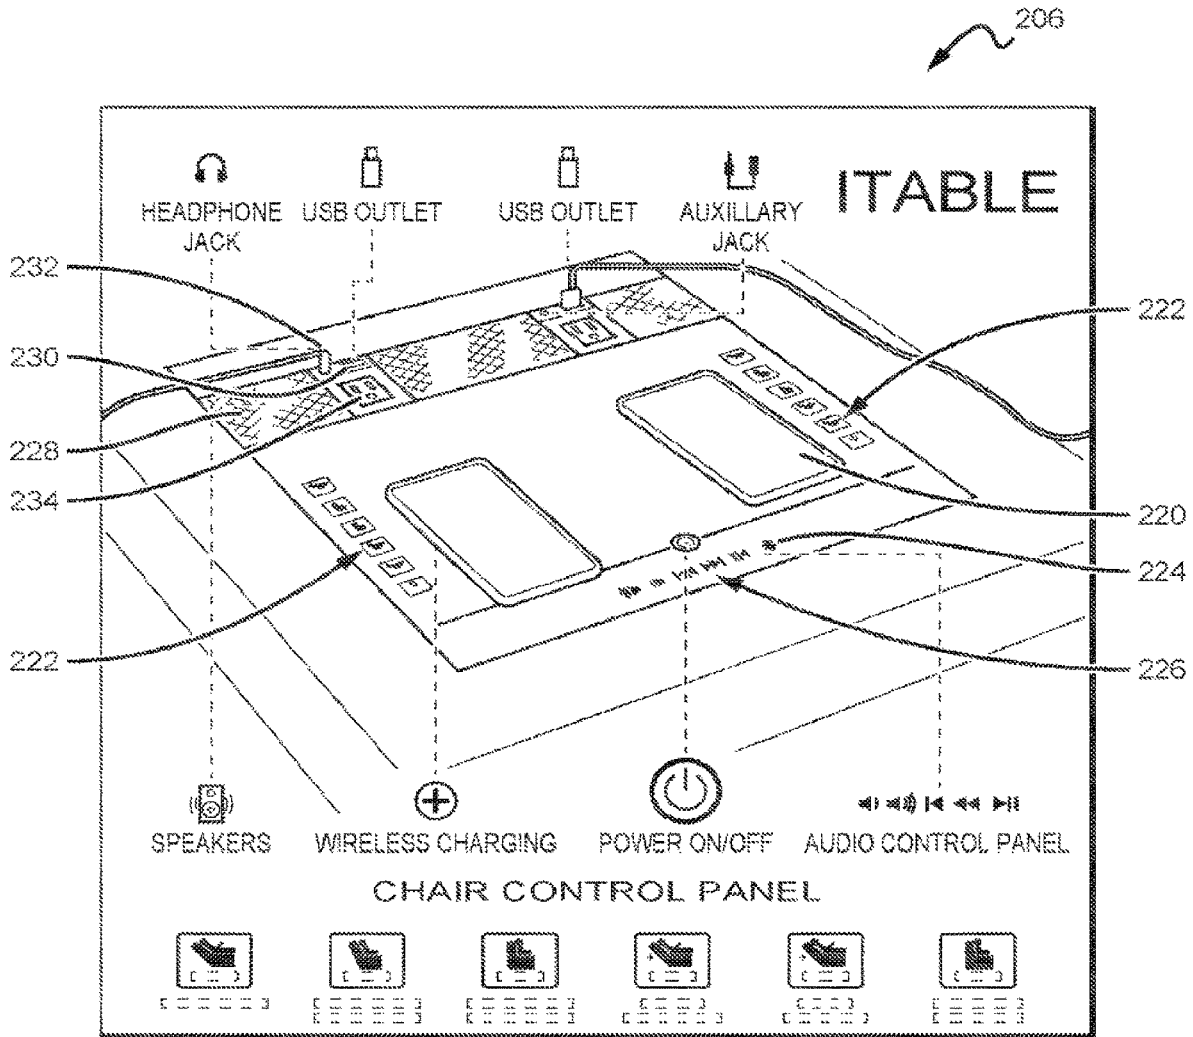 206
ITABLE
HEADPHONE
JACK
USB OUTLET
USB OUTLET
AUXILLARY
JACK
232
230
228
234
222
222
220
224
226
SPEAKERS
WIRELESS CHARGING
POWER ON/OFF
AUDIO CONTROL PANEL
CHAIR CONTROL PANEL